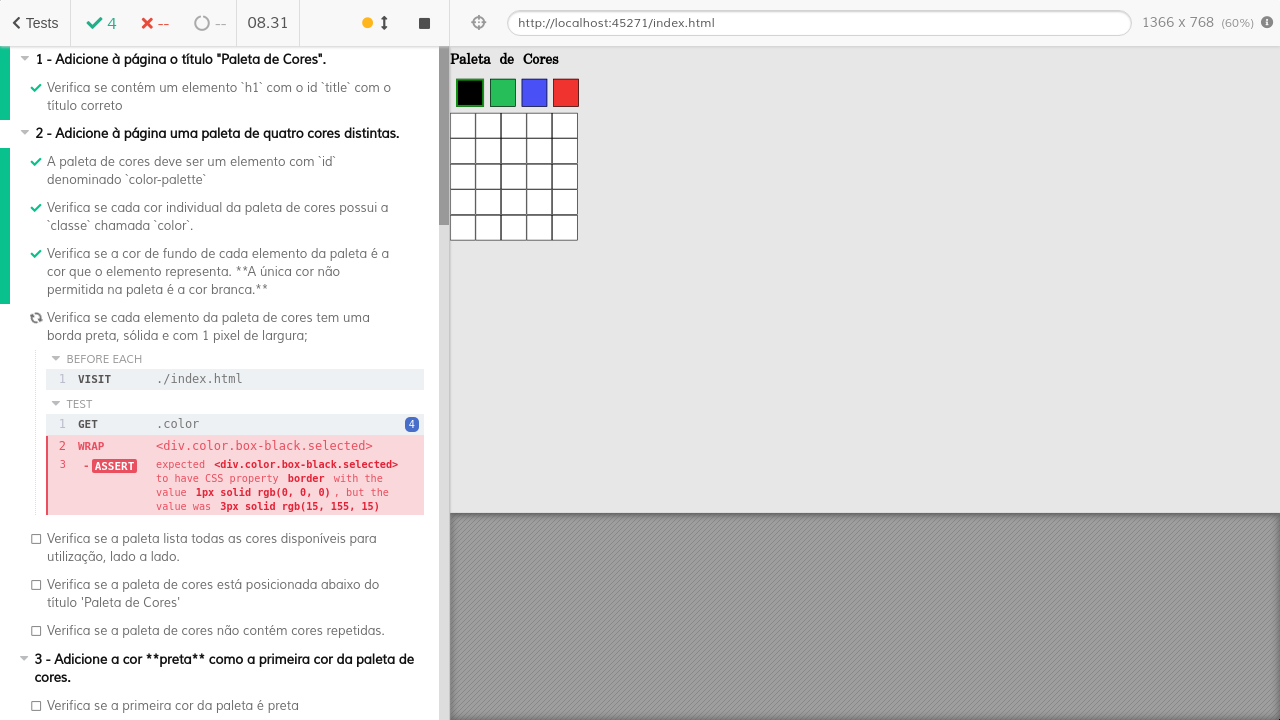 Tests 4 -- -- 08.31 http://localhost:45271/index.html 1366 x 768 (60%)
1 - Adicione à página o título "Paleta de Cores".
Verifica se contém um elemento `h1` com o id `title` com o
título correto
2 - Adicione à página uma paleta de quatro cores distintas.
A paleta de cores deve ser um elemento com `id`
denominado `color-palette`
Verifica se cada cor individual da paleta de cores possui a
`classe` chamada `color`.
Verifica se a cor de fundo de cada elemento da paleta é a
cor que o elemento representa. **A única cor não
permitida na paleta é a cor branca.**
Verifica se cada elemento da paleta de cores tem uma
borda preta, sólida e com 1 pixel de largura;
BEFORE EACH
1 VISIT ./index.html
TEST
1 GET .color 4
2 WRAP <div.color.box-black.selected>
3 -ASSERT expected <div.color.box-black.selected>
to have CSS property border with the
value 1px solid rgb(0, 0, 0), but the
value was 3px solid rgb(15, 155, 15)
Verifica se a paleta lista todas as cores disponíveis para
utilização, lado a lado.
Verifica se a paleta de cores está posicionada abaixo do
título 'Paleta de Cores'
Verifica se a paleta de cores não contém cores repetidas.
3 - Adicione a cor **preta** como a primeira cor da paleta de
cores.
Verifica se a primeira cor da paleta é preta
Paleta de Cores